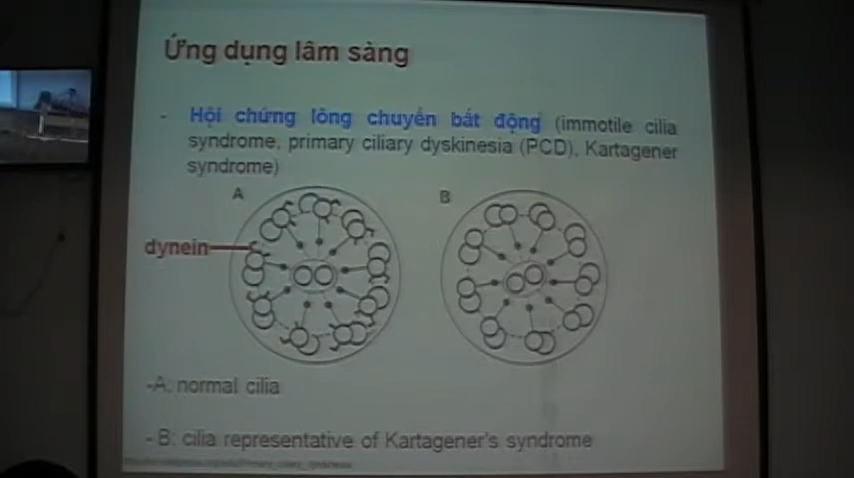 Ứng dụng lâm sàng
- Hội chứng lông chuyển bất động (immotile cilia
syndrome, primary ciliary dyskinesia (PCD), Kartagener
syndrome)
A
B
dynein
-A: normal cilia
- B: cilia representative of Kartagener's syndrome